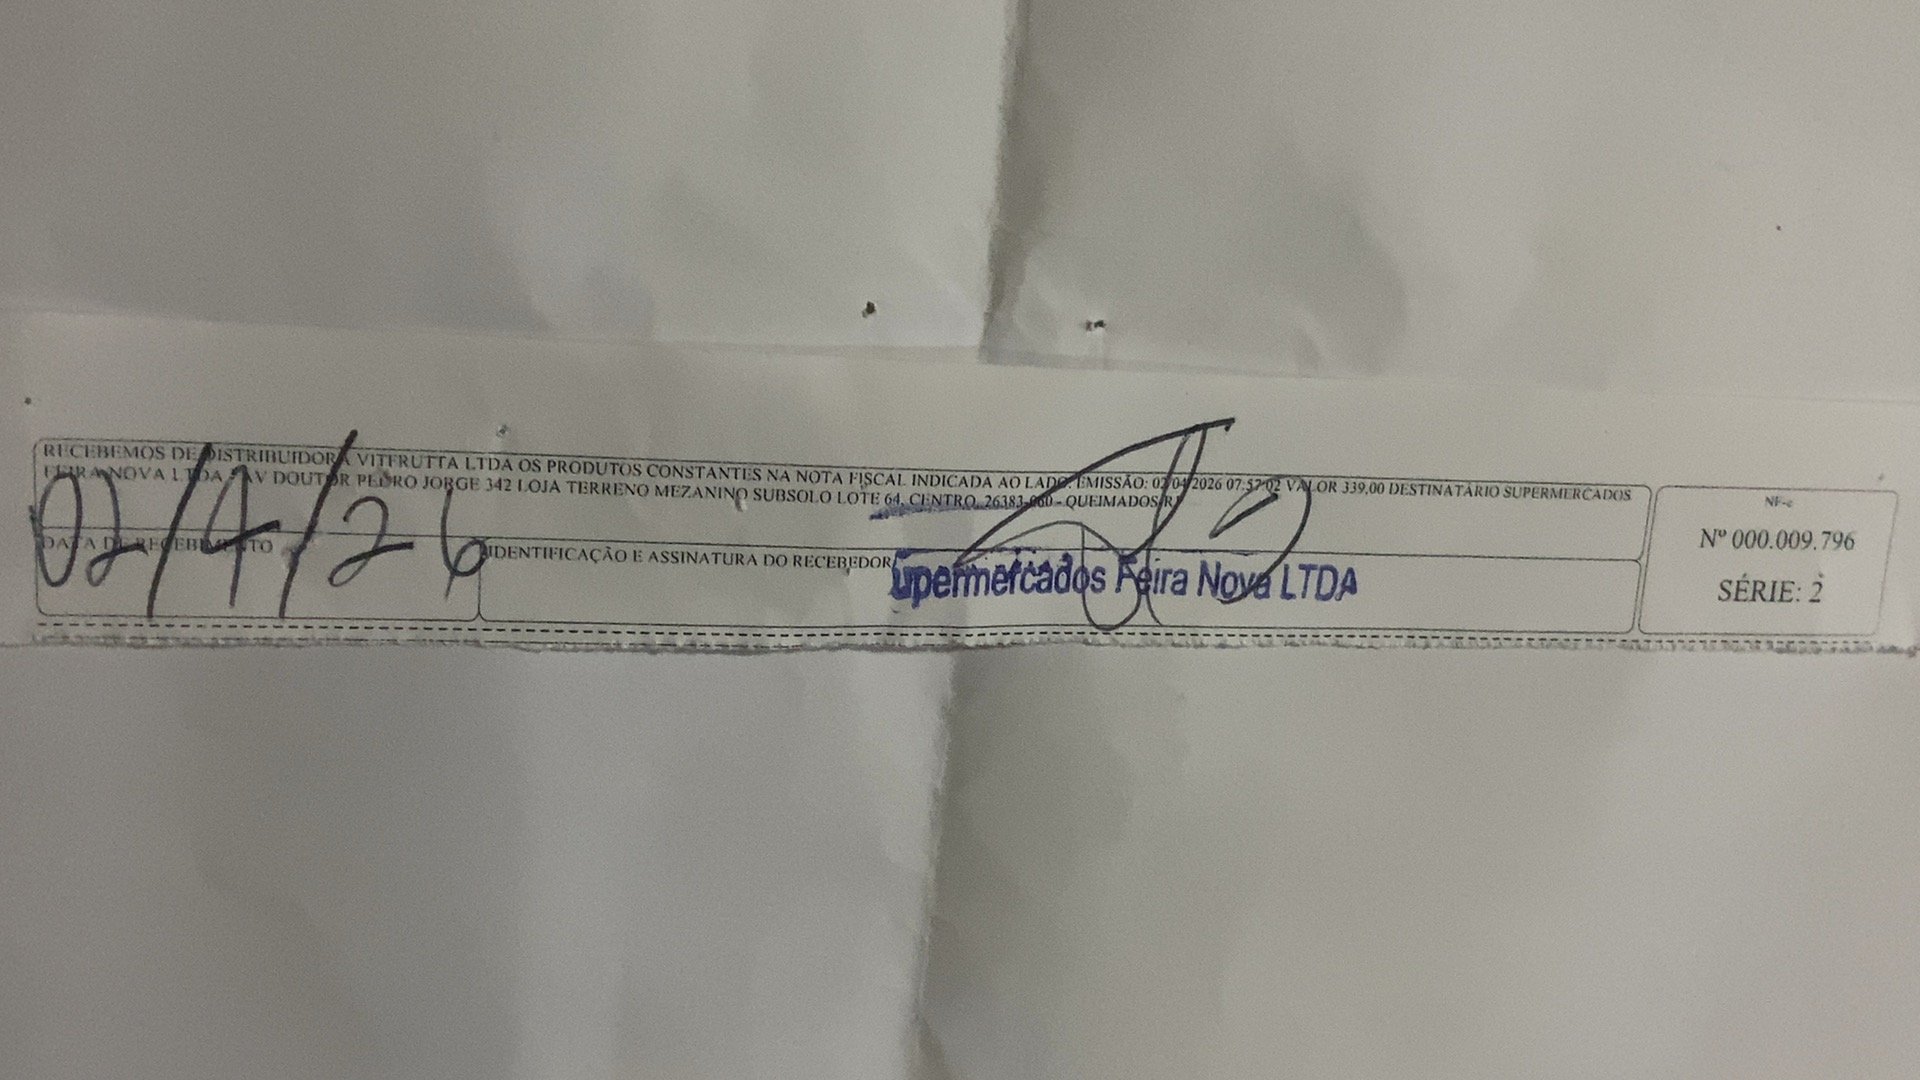 RECEBEMOS DE DISTRIBUIDORA VITFRUTTA LTDA OS PRODUTOS CONSTANTES NA NOTA FISCAL INDICADA AO LADO. EMISSÃO: 02/04/2026 07:57:02 VALOR 339,00 DESTINATÁRIO SUPERMERCADOS
FEIRA NOVA LTDA - AV DOUTOR PEDRO JORGE 342 LOJA TERRENO MEZANINO SUBSOLO LOTE 64, CENTRO, 26383-060 - QUEIMADOS/RJ
02/4/26
DATA DE RECEBIMENTO
IDENTIFICAÇÃO E ASSINATURA DO RECEBEDOR
upermercados Feira Nova LTDA
NF-e
Nº 000.009.796
SÉRIE: 2